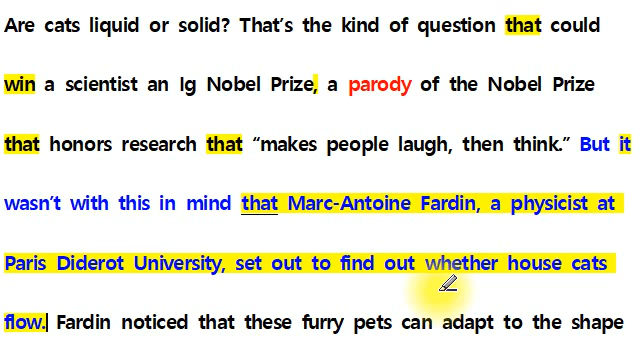 Are cats liquid or solid? That's the kind of question that could
win a scientist an Ig Nobel Prize, a parody of the Nobel Prize
that honors research that “makes people laugh, then think.” But it
wasn't with this in mind that Marc-Antoine Fardin, a physicist at
Paris Diderot University, set out to find out whether house cats
flow. Fardin noticed that these furry pets can adapt to the shape